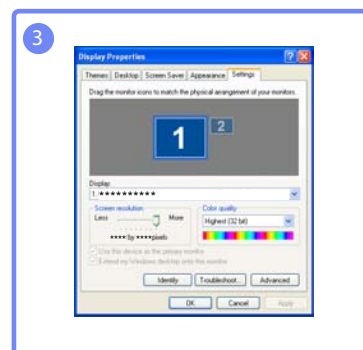 3
Display Properties
Themes Desktop Screen Saver Appearance Settings
Drag the monitor icons to match the physical arrangement of your monitors.
1 2
Display:
1. **********
Screen resolution
Less More
**** by **** pixels
Color quality
Highest (32 bit)
Use this device as the primary monitor
Extend my Windows desktop onto this monitor
Identify Troubleshoot... Advanced
OK Cancel Apply